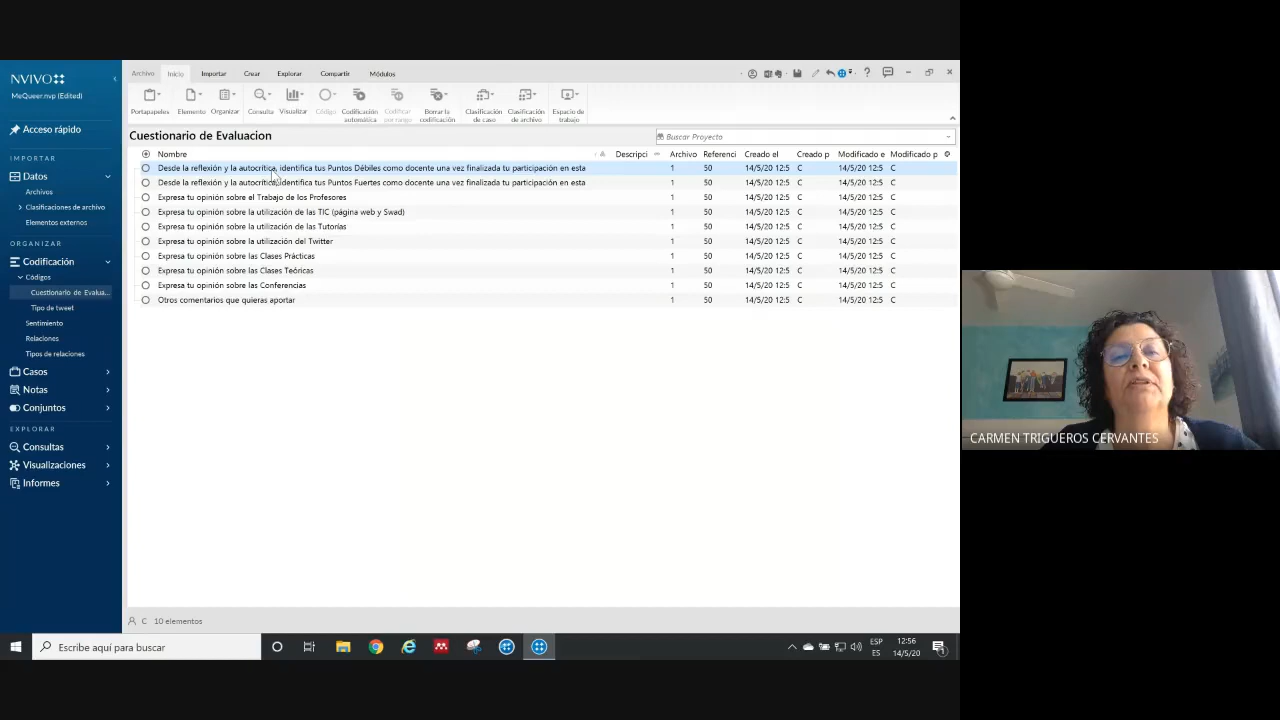 NVIVO
MeQueer.nvp (Edited)
Acceso rápido
IMPORTAR
Datos
Archivos
Clasificaciones de archivo
Elementos externos
ORGANIZAR
Codificación
Códigos
Cuestionario de Evalua...
Tipo de tweet
Sentimiento
Relaciones
Tipos de relaciones
Casos
Notas
Conjuntos
EXPLORAR
Consultas
Visualizaciones
Informes
Archivo Inicio Importar Crear Explorar Compartir Módulos
Portapapeles Elemento Organizar Consulta Visualizar Código Codificación automática Codificar por rango Borrar la codificación Clasificación de caso Clasificación de archivo Espacio de trabajo
Cuestionario de Evaluacion
Buscar Proyecto
Nombre Descripci Archivo Referenci Creado el Creado p Modificado e Modificado p
Desde la reflexión y la autocrítica, identifica tus Puntos Débiles como docente una vez finalizada tu participación en esta 1 50 14/5/20 12:5 C 14/5/20 12:5 C
Desde la reflexión y la autocrítica, identifica tus Puntos Fuertes como docente una vez finalizada tu participación en esta 1 50 14/5/20 12:5 C 14/5/20 12:5 C
Expresa tu opinión sobre el Trabajo de los Profesores 1 50 14/5/20 12:5 C 14/5/20 12:5 C
Expresa tu opinión sobre la utilización de las TIC (página web y Swad) 1 50 14/5/20 12:5 C 14/5/20 12:5 C
Expresa tu opinión sobre la utilización de las Tutorías 1 50 14/5/20 12:5 C 14/5/20 12:5 C
Expresa tu opinión sobre la utilización del Twitter 1 50 14/5/20 12:5 C 14/5/20 12:5 C
Expresa tu opinión sobre las Clases Prácticas 1 50 14/5/20 12:5 C 14/5/20 12:5 C
Expresa tu opinión sobre las Clases Teóricas 1 50 14/5/20 12:5 C 14/5/20 12:5 C
Expresa tu opinión sobre las Conferencias 1 50 14/5/20 12:5 C 14/5/20 12:5 C
Otros comentarios que quieras aportar 1 50 14/5/20 12:5 C 14/5/20 12:5 C
C 10 elementos
Escribe aquí para buscar
ESP
ES
12:56
14/5/20
CARMEN TRIGUEROS CERVANTES